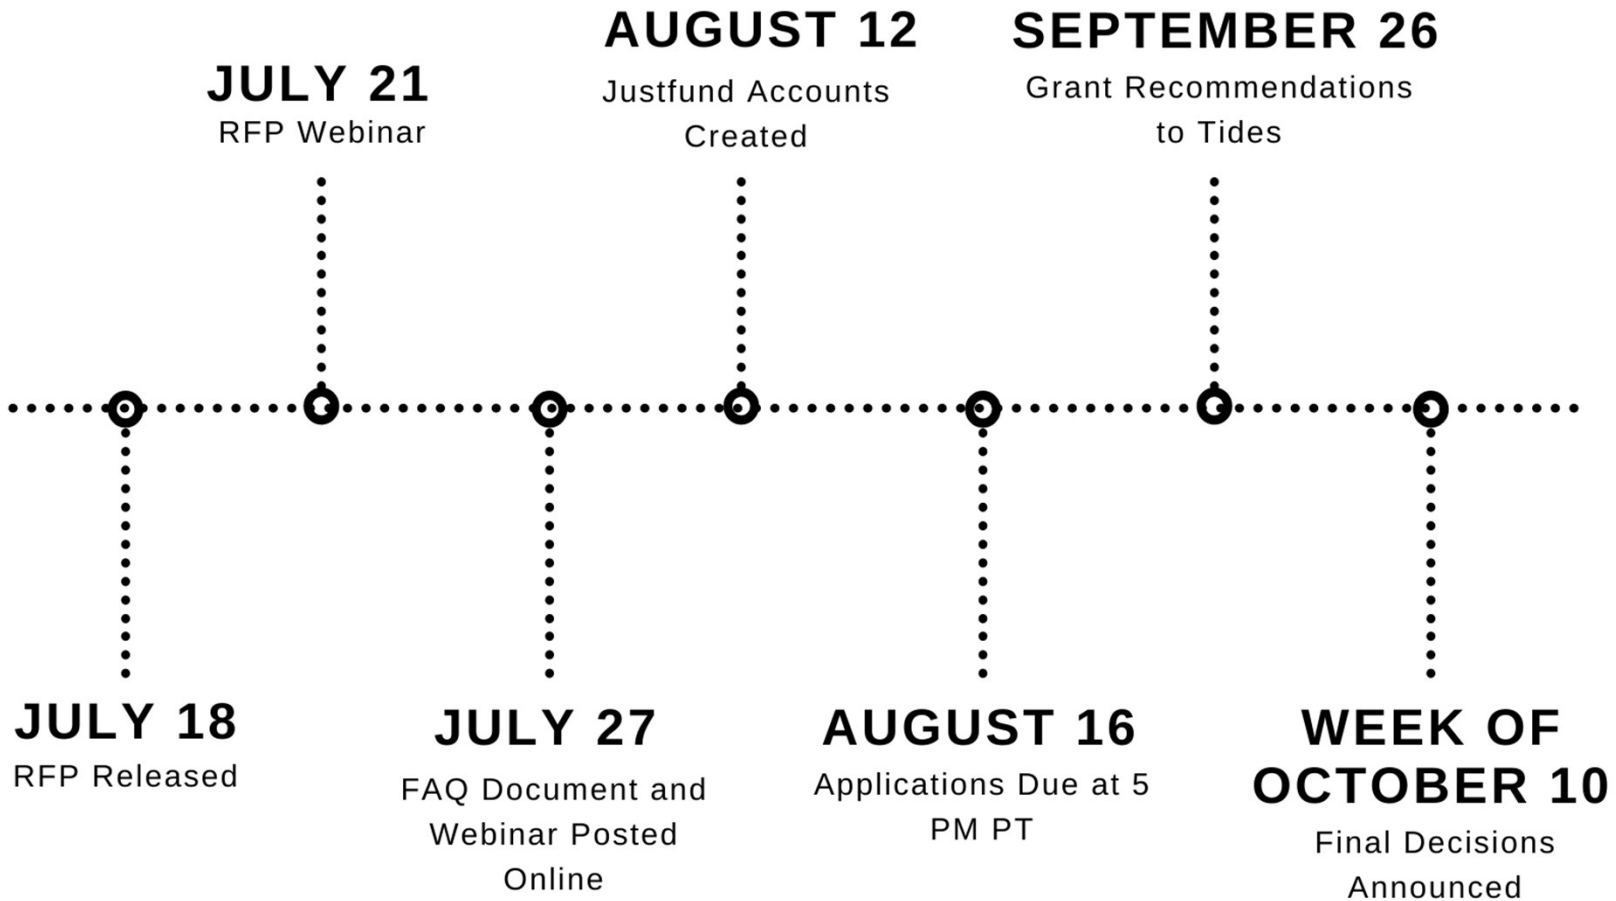 JULY 21
RFP Webinar
AUGUST 12
Justfund Accounts
Created
SEPTEMBER 26
Grant Recommendations
to Tides
JULY 18
RFP Released
JULY 27
FAQ Document and
Webinar Posted
Online
AUGUST 16
Applications Due at 5
PM PT
WEEK OF
OCTOBER 10
Final Decisions
Announced